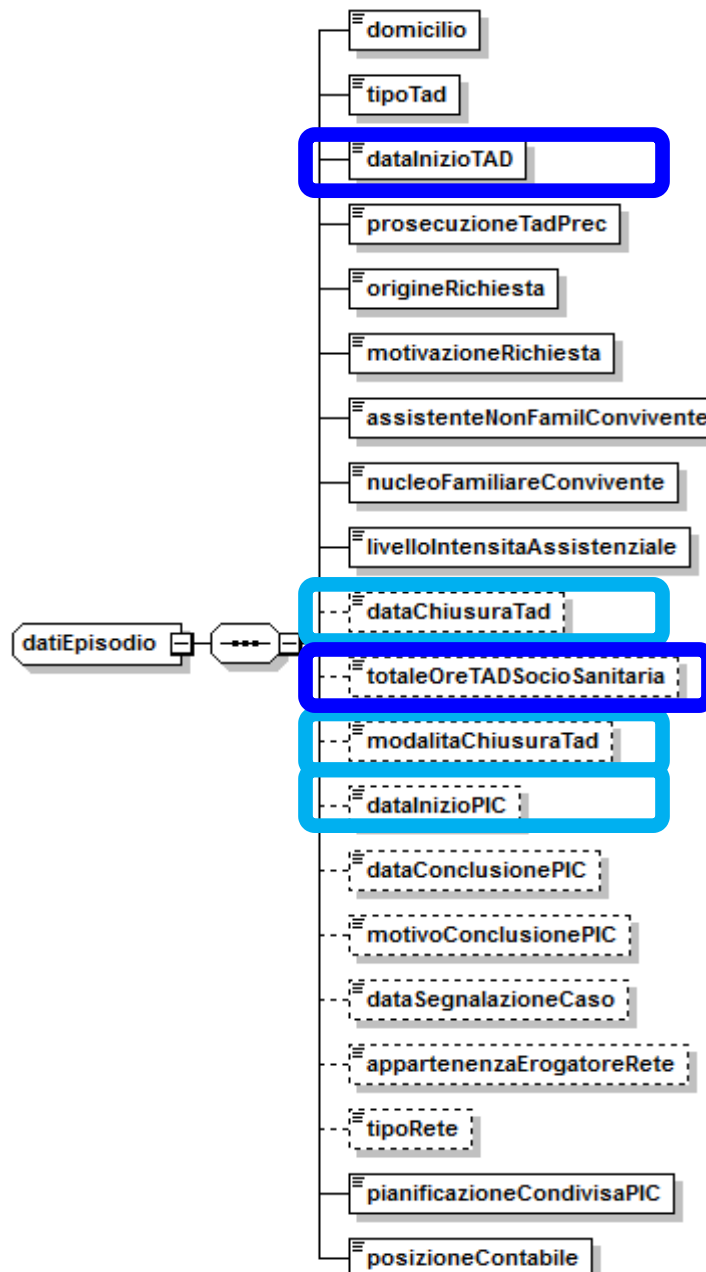 domicilio
tipoTad
dataInizioTAD
prosecuzioneTadPrec
origineRichiesta
motivazioneRichiesta
assistenteNonFamilConvivente
nucleoFamiliareConvivente
livelloIntensitaAssistenziale
dataChiusuraTad
datiEpisodio
totaleOreTADSocioSanitaria
modalitaChiusuraTad
dataInizioPIC
dataConclusionePIC
motivoConclusionePIC
dataSegnalazioneCaso
appartenenzaErogatoreRete
tipoRete
pianificazioneCondivisaPIC
posizioneContabile